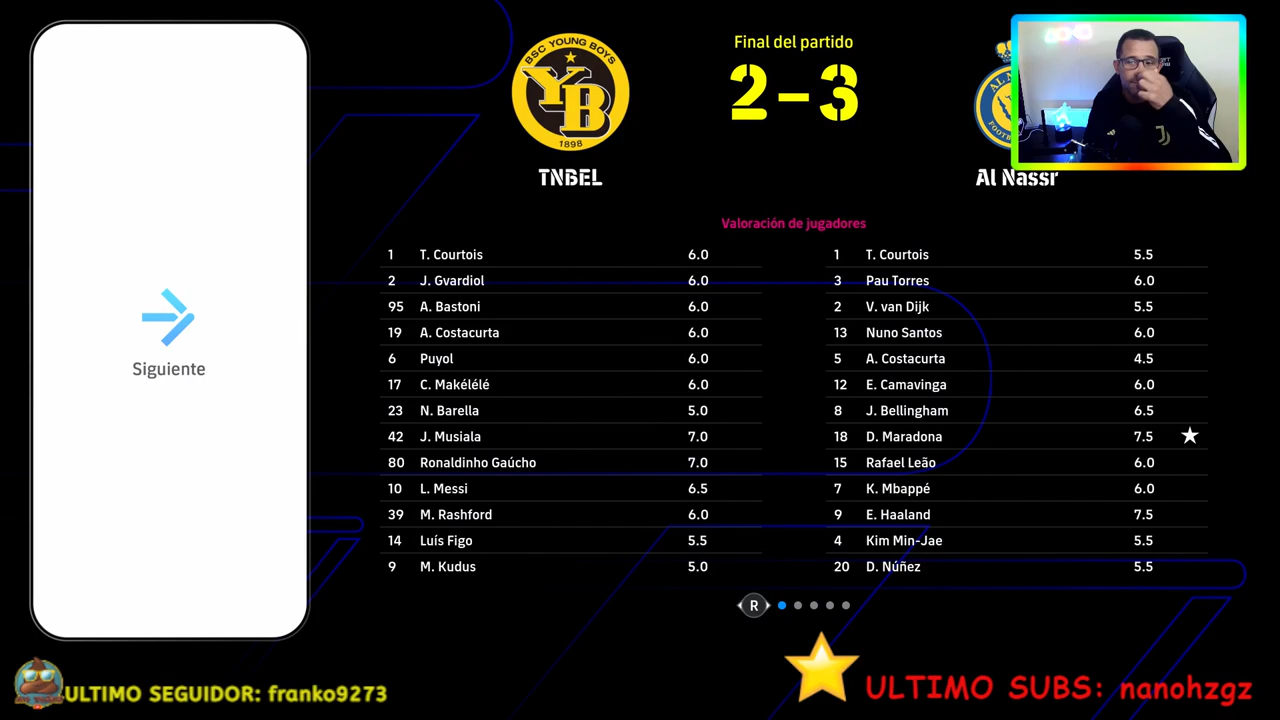 BSC YOUNG BOYS
YB
1898
TNBEL
Final del partido
2-3
AL N
FOOTB
Al Nassr
Siguiente
Valoración de jugadores
1 T. Courtois 6.0
2 J. Gvardiol 6.0
95 A. Bastoni 6.0
19 A. Costacurta 6.0
6 Puyol 6.0
17 C. Makélélé 6.0
23 N. Barella 5.0
42 J. Musiala 7.0
80 Ronaldinho Gaúcho 7.0
10 L. Messi 6.5
39 M. Rashford 6.0
14 Luís Figo 5.5
9 M. Kudus 5.0
1 T. Courtois 5.5
3 Pau Torres 6.0
2 V. van Dijk 5.5
13 Nuno Santos 6.0
5 A. Costacurta 4.5
12 E. Camavinga 6.0
8 J. Bellingham 6.5
18 D. Maradona 7.5
15 Rafael Leão 6.0
7 K. Mbappé 6.0
9 E. Haaland 7.5
4 Kim Min-Jae 5.5
20 D. Núñez 5.5
R
ULTIMO SEGUIDOR: franko9273
ULTIMO SUBS: nanohzgz